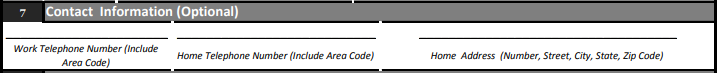 7 Contact Information (Optional)
Work Telephone Number (Include
Area Code)
Home Telephone Number (Include Area Code)
Home Address (Number, Street, City, State, Zip Code)